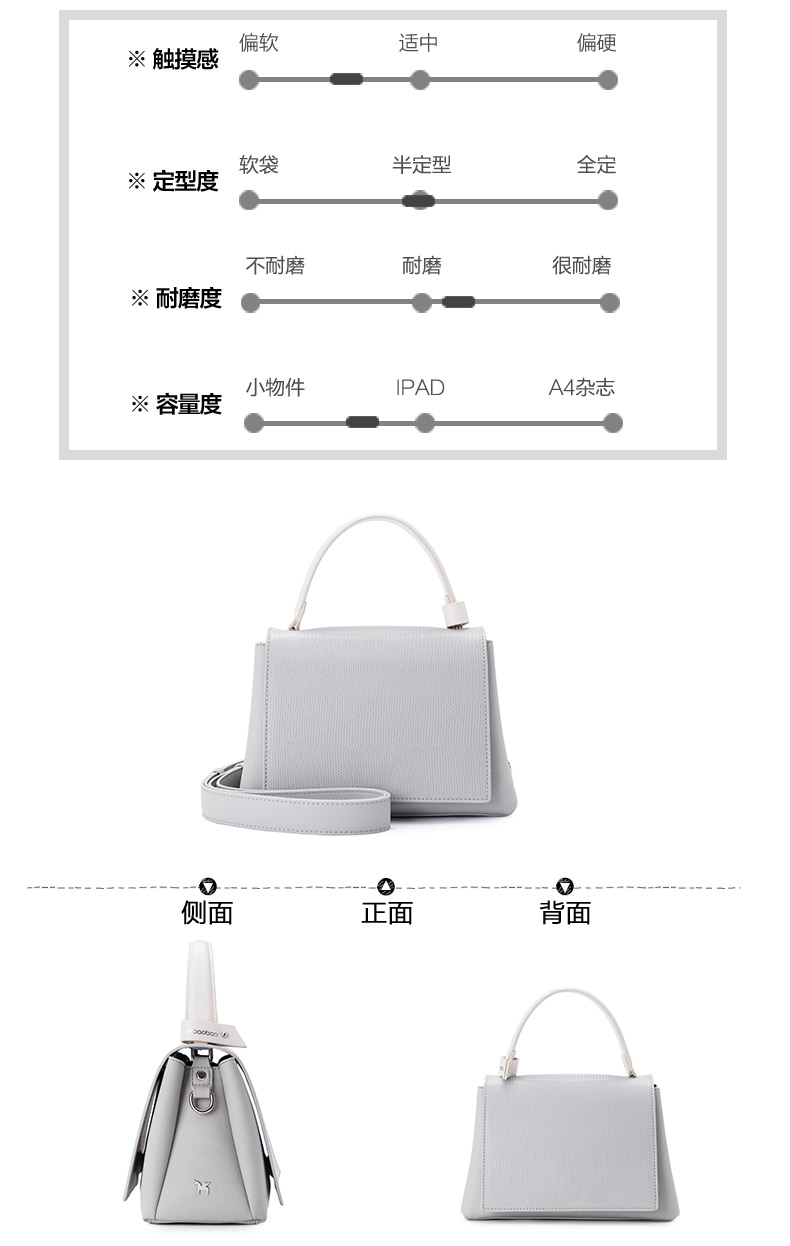 偏软 适中 偏硬
※ 触摸感
软袋 半定型 全定
※ 定型度
不耐磨 耐磨 很耐磨
※ 耐磨度
小物件 IPAD A4杂志
※ 容量度
侧面 正面 背面